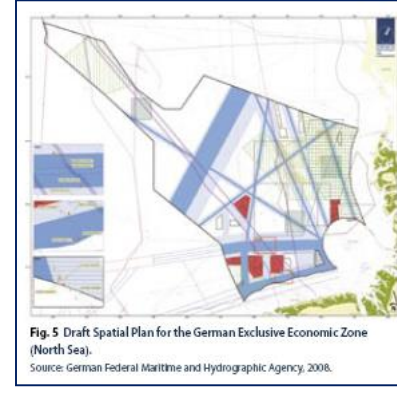 Fig. 5 Draft Spatial Plan for the German Exclusive Economic Zone
(North Sea).
Source: German Federal Maritime and Hydrographic Agency, 2008.